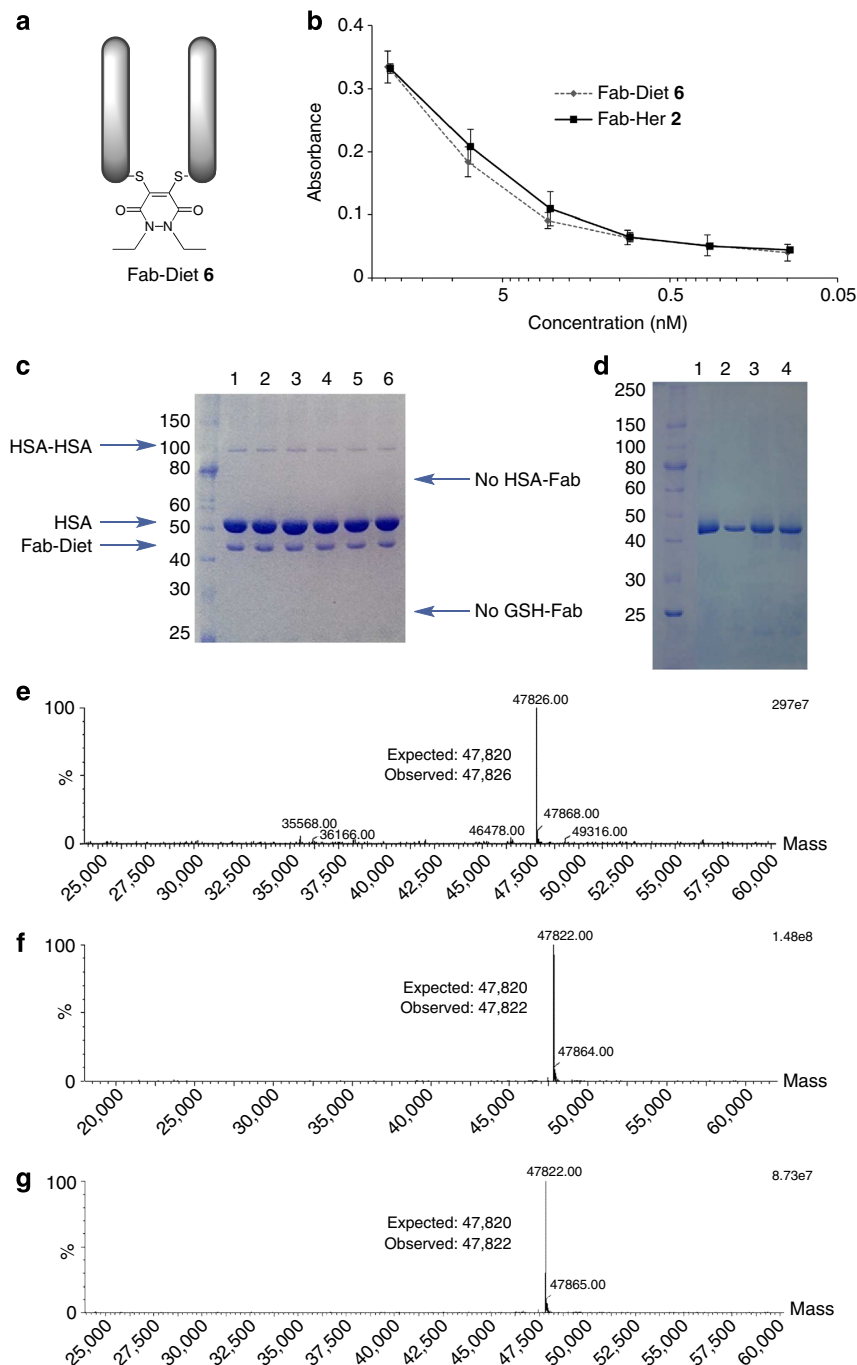 a
S S
O O
N N
Fab-Diet 6
b
0.4
0.3
0.2
0.1
0
Absorbance
Fab-Diet 6
Fab-Her 2
5 0.5 0.05
Concentration (nM)
c
1 2 3 4 5 6
150
100
80
60
50
40
30
25
HSA-HSA
HSA
Fab-Diet
No HSA-Fab
No GSH-Fab
d
1 2 3 4
250
150
100
80
60
50
40
30
25
e
100
%
0
47826.00
297e7
Expected: 47,820
Observed: 47,826
35568.00
36166.00
46478.00
47868.00
49316.00
Mass
25,000 27,500 30,000 32,500 35,000 37,500 40,000 42,500 45,000 47,500 50,000 52,500 55,000 57,500 60,000
f
100
%
0
47822.00
1.48e8
Expected: 47,820
Observed: 47,822
47864.00
Mass
20,000 25,000 30,000 35,000 40,000 45,000 50,000 55,000 60,000
g
100
%
0
47822.00
8.73e7
Expected: 47,820
Observed: 47,822
47865.00
Mass
25,000 27,500 30,000 32,500 35,000 37,500 40,000 42,500 45,000 47,500 50,000 52,500 55,000 57,500 60,000